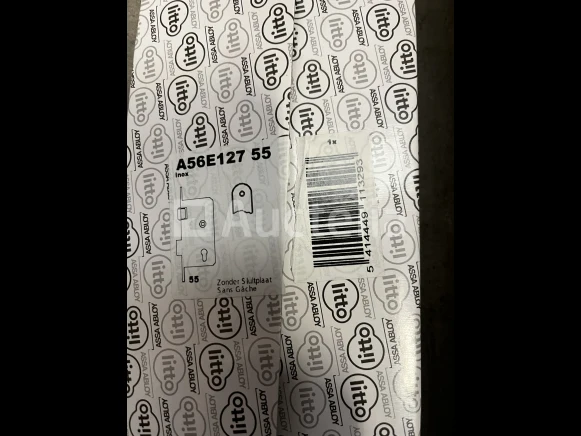 A56E127 55
Inox
55
Zonder Sluitplaat
Sans Gâche
5 414449 113293
litto
ASSA ABLOY